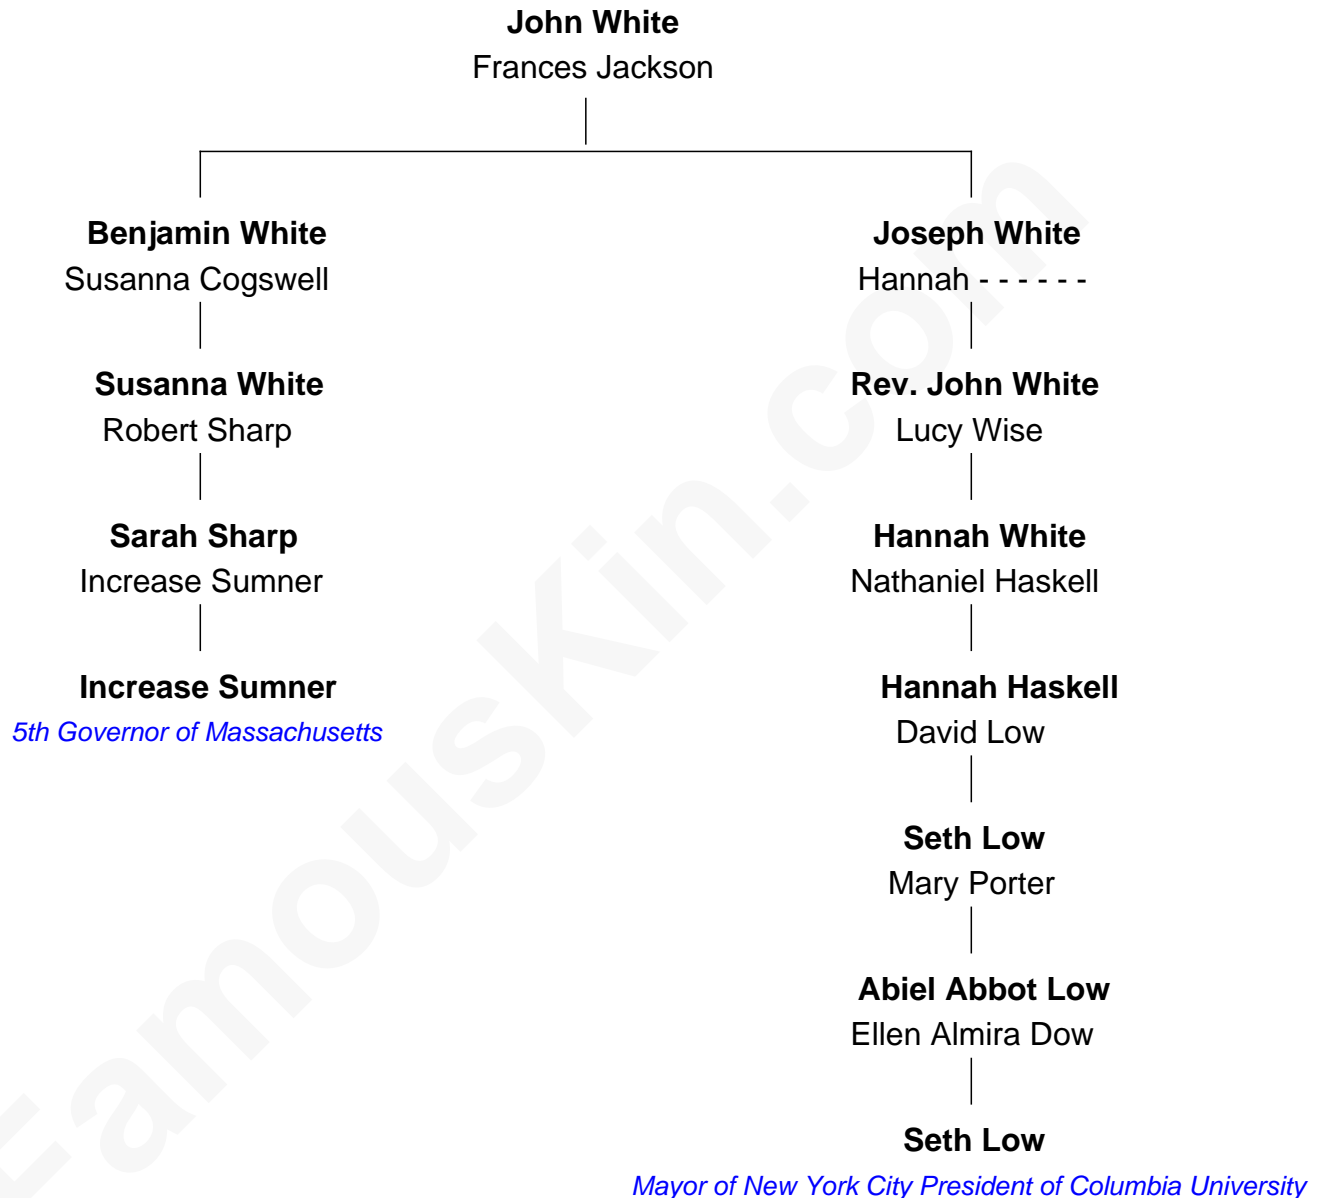 John White
Frances Jackson
Benjamin White
Susanna Cogswell
Susanna White
Robert Sharp
Sarah Sharp
Increase Sumner
Increase Sumner
5th Governor of Massachusetts
Joseph White
Hannah - - - - - -
Rev. John White
Lucy Wise
Hannah White
Nathaniel Haskell
Hannah Haskell
David Low
Seth Low
Mary Porter
Abiel Abbot Low
Ellen Almira Dow
Seth Low
Mayor of New York City President of Columbia University
FamousKin.com